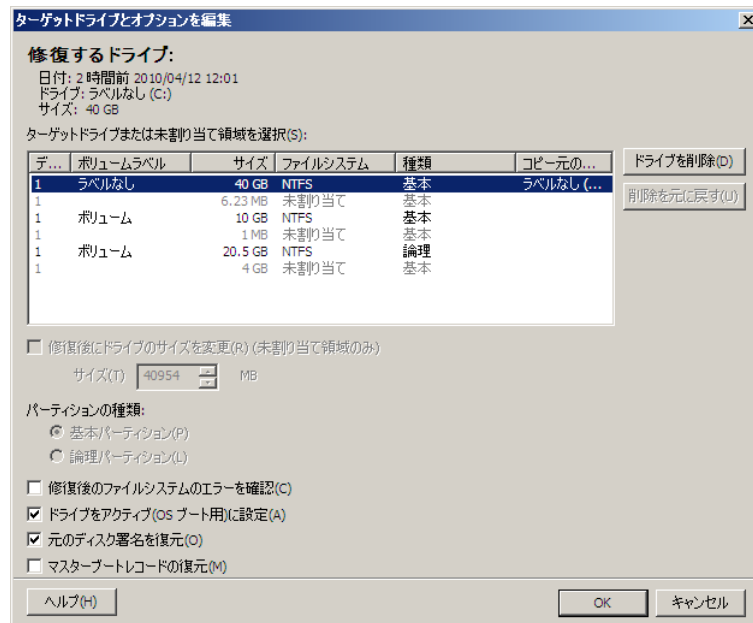 ターゲットドライブとオプションを編集
修復するドライブ:
日付: 2 時間前 2010/04/12 12:01
ドライブ: ラベルなし (C:)
サイズ: 40 GB
ターゲットドライブまたは未割り当て領域を選択(S):
デ... ボリュームラベル サイズ ファイルシステム 種類 コピー元の...
1 ラベルなし 40 GB NTFS 基本 ラベルなし (...
1 6.23 MB 未割り当て 基本
1 ボリューム 10 GB NTFS 基本
1 1 MB 未割り当て 基本
1 ボリューム 20.5 GB NTFS 論理
1 4 GB 未割り当て 基本
ドライブを削除(D)
削除を元に戻す(U)
修復後にドライブのサイズを変更(R) (未割り当て領域のみ)
サイズ(T) 40954 MB
パーティションの種類:
基本パーティション(P)
論理パーティション(L)
修復後のファイルシステムのエラーを確認(C)
ドライブをアクティブ(OS ブート用)に設定(A)
元のディスク署名を復元(O)
マスターブートレコードの復元(M)
ヘルプ(H) OK キャンセル